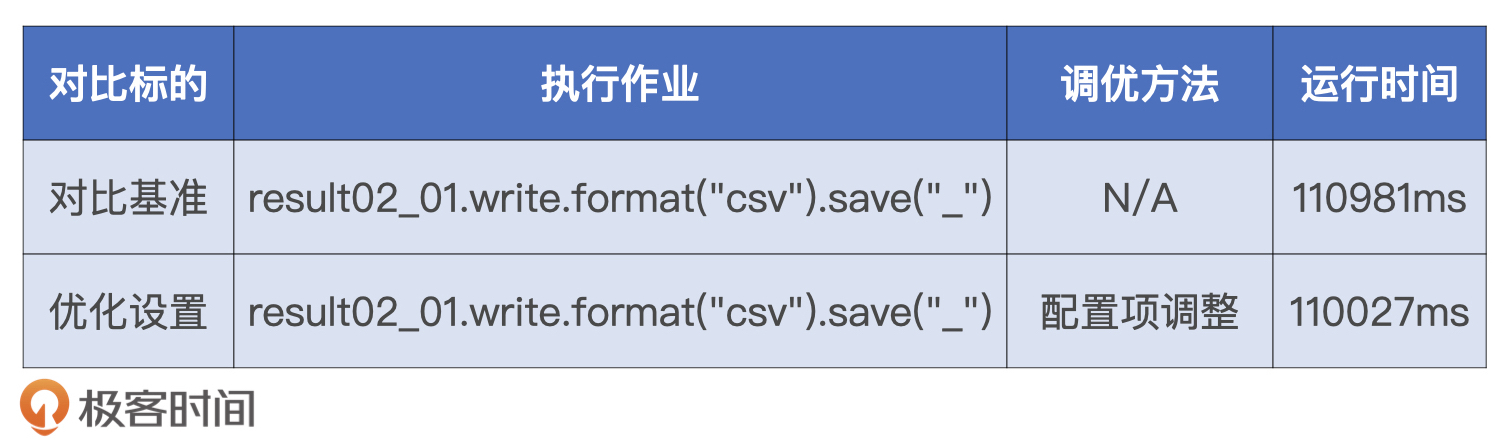 对比标的 执行作业 调优方法 运行时间
对比基准 result02_01.write.format("csv").save("_") N/A 110981ms
优化设置 result02_01.write.format("csv").save("_") 配置项调整 110027ms
极客时间